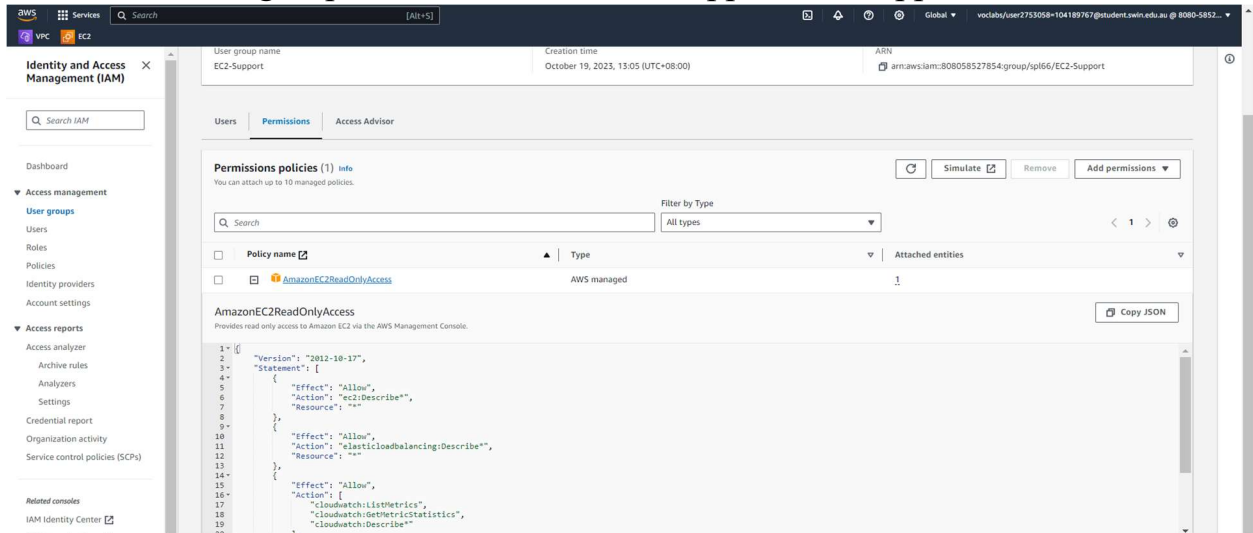 aws
Services
Search
[Alt+S]
Global
voclabs/user2753058=104189767@student.swin.edu.au @ 8080-5852...
VPC
EC2
Identity and Access Management (IAM)
Search IAM
Dashboard
Access management
User groups
Users
Roles
Policies
Identity providers
Account settings
Access reports
Access analyzer
Archive rules
Analyzers
Settings
Credential report
Organization activity
Service control policies (SCPs)
Related consoles
IAM Identity Center
User group name
EC2-Support
Creation time
October 19, 2023, 13:05 (UTC+08:00)
ARN
arn:aws:iam::808058527854:group/spl66/EC2-Support
Users
Permissions
Access Advisor
Permissions policies (1) Info
You can attach up to 10 managed policies.
Simulate
Remove
Add permissions
Filter by Type
Search
All types
1
Policy name
Type
Attached entities
AmazonEC2ReadOnlyAccess
AWS managed
1
AmazonEC2ReadOnlyAccess
Provides read only access to Amazon EC2 via the AWS Management Console.
Copy JSON
1 {
2 "Version": "2012-10-17",
3 "Statement": [
4 {
5 "Effect": "Allow",
6 "Action": "ec2:Describe*",
7 "Resource": "*"
8 },
9 {
10 "Effect": "Allow",
11 "Action": "elasticloadbalancing:Describe*",
12 "Resource": "*"
13 },
14 {
15 "Effect": "Allow",
16 "Action": [
17 "cloudwatch:ListMetrics",
18 "cloudwatch:GetMetricStatistics",
19 "cloudwatch:Describe*"